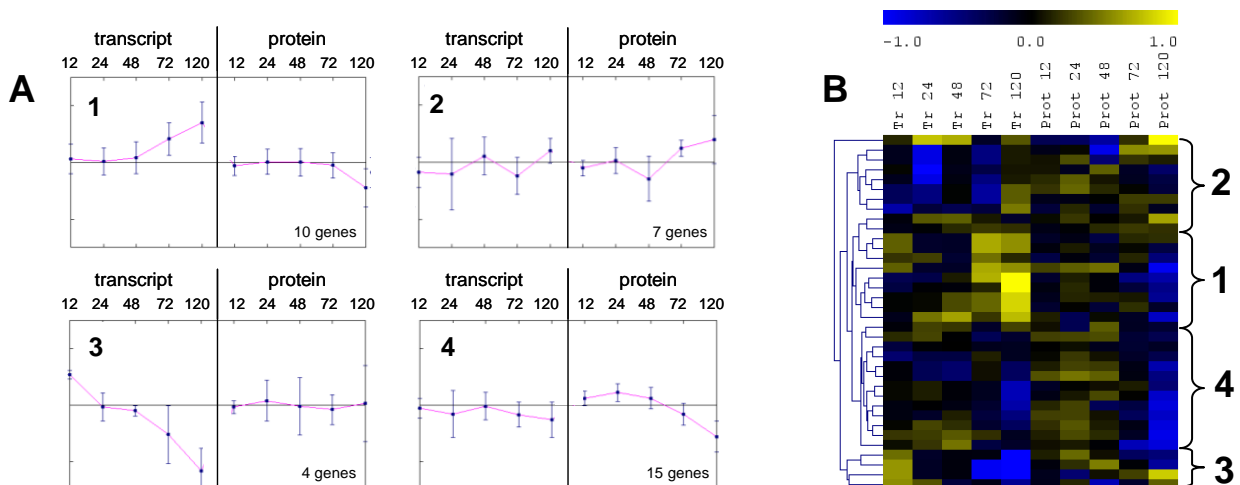 A
transcript protein
12 24 48 72 120 12 24 48 72 120
1
10 genes
transcript protein
12 24 48 72 120 12 24 48 72 120
2
7 genes
transcript protein
12 24 48 72 120 12 24 48 72 120
3
4 genes
transcript protein
12 24 48 72 120 12 24 48 72 120
4
15 genes
B
-1.0 0.0 1.0
Tr 12
Tr 24
Tr 48
Tr 72
Tr 120
Prot 12
Prot 24
Prot 48
Prot 72
Prot 120
2
1
4
3